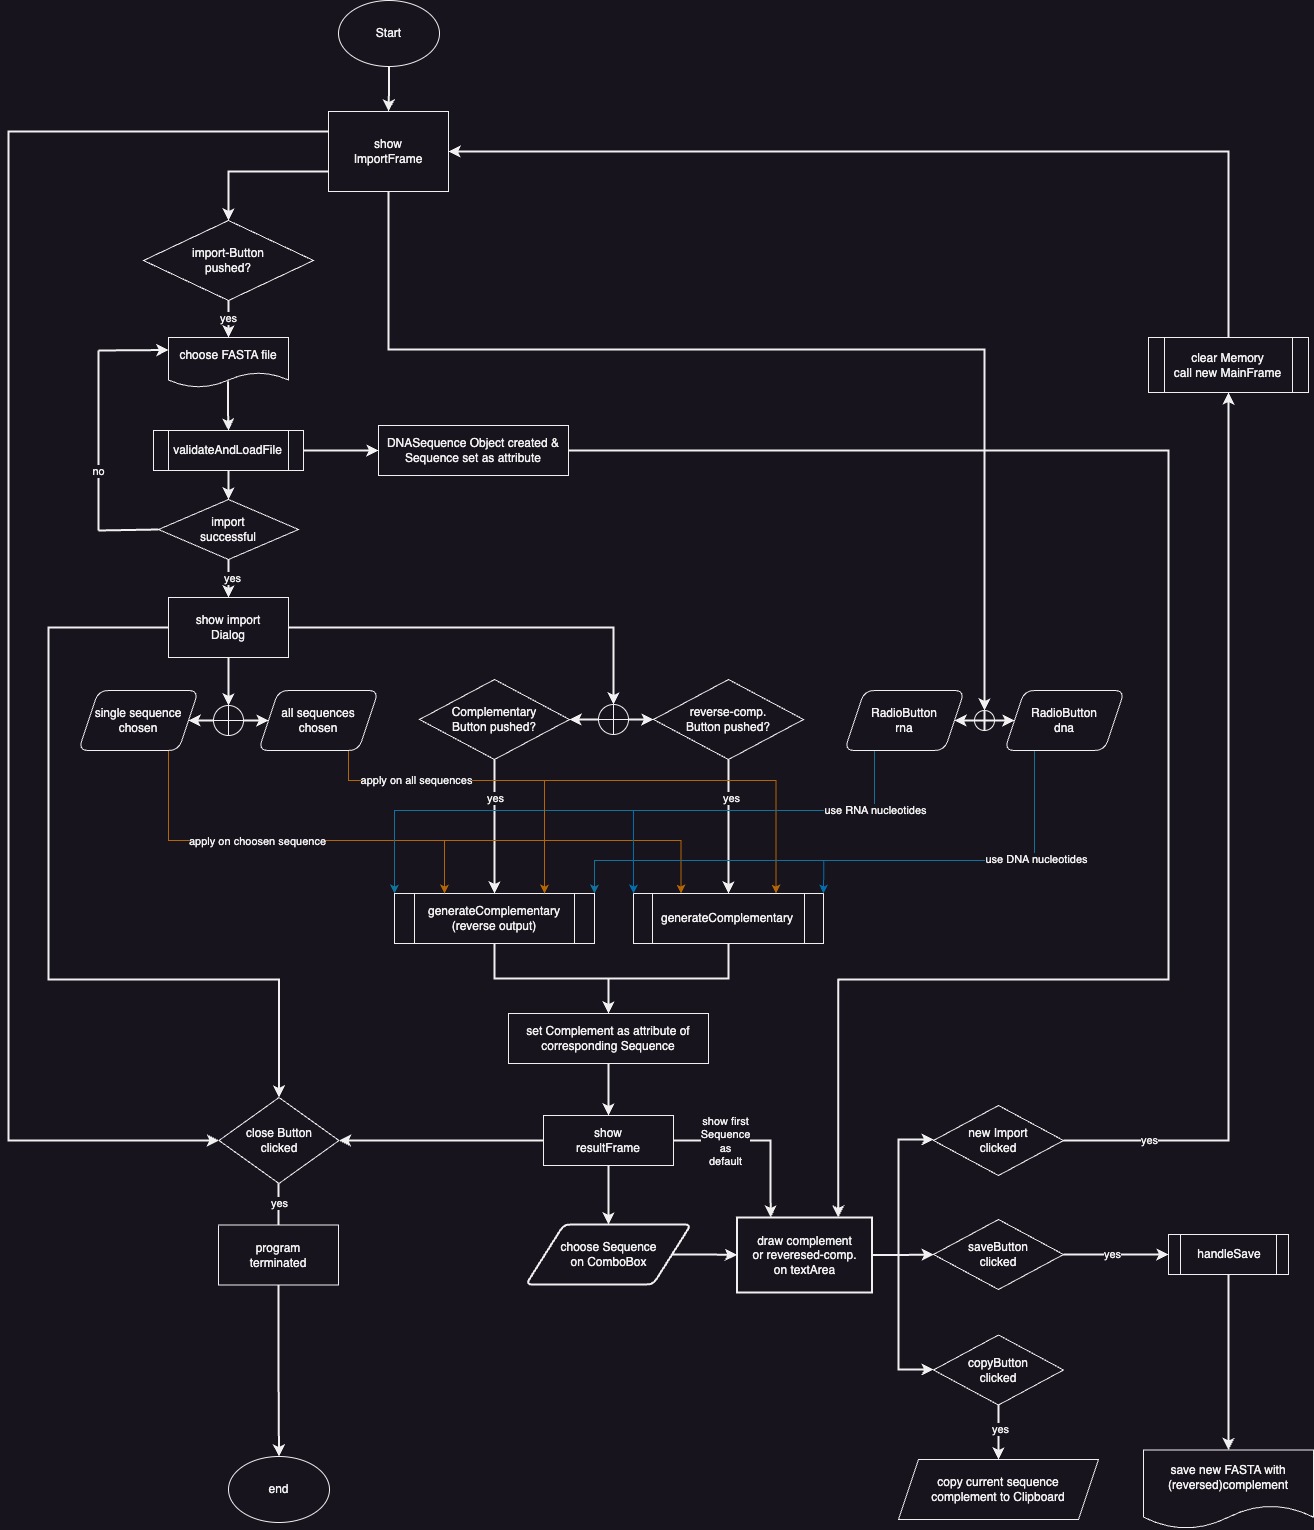 Start
show
ImportFrame
import-Button
pushed?
yes
choose FASTA file
clear Memory
call new MainFrame
validateAndLoadFile
DNASequence Object created &
Sequence set as attribute
no
import
successful
yes
show import
Dialog
single sequence
chosen
all sequences
chosen
Complementary
Button pushed?
reverse-comp.
Button pushed?
RadioButton
rna
RadioButton
dna
apply on all sequences
yes
yes
use RNA nucleotides
apply on choosen sequence
use DNA nucleotides
generateComplementary
(reverse output)
generateComplementary
set Complement as attribute of
corresponding Sequence
close Button
clicked
show
resultFrame
show first
Sequence
as
default
new Import
clicked
yes
yes
program
terminated
choose Sequence
on ComboBox
draw complement
or reveresed-comp.
on textArea
saveButton
clicked
yes
handleSave
copyButton
clicked
yes
end
copy current sequence
complement to Clipboard
save new FASTA with
(reversed)complement